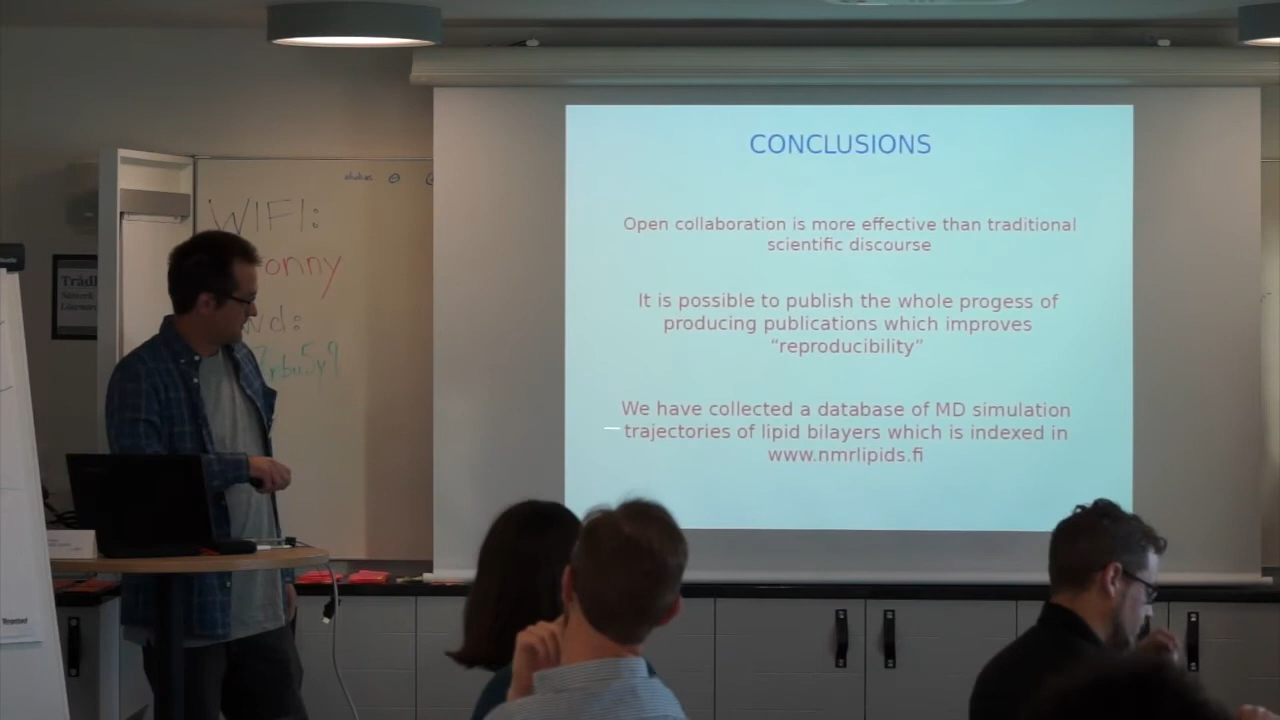 CONCLUSIONS
Open collaboration is more effective than traditional
scientific discourse
It is possible to publish the whole progess of
producing publications which improves
“reproducibility”
We have collected a database of MD simulation
trajectories of lipid bilayers which is indexed in
www.nmrlipids.fi
WIFI:
onny
wd:
Trådl